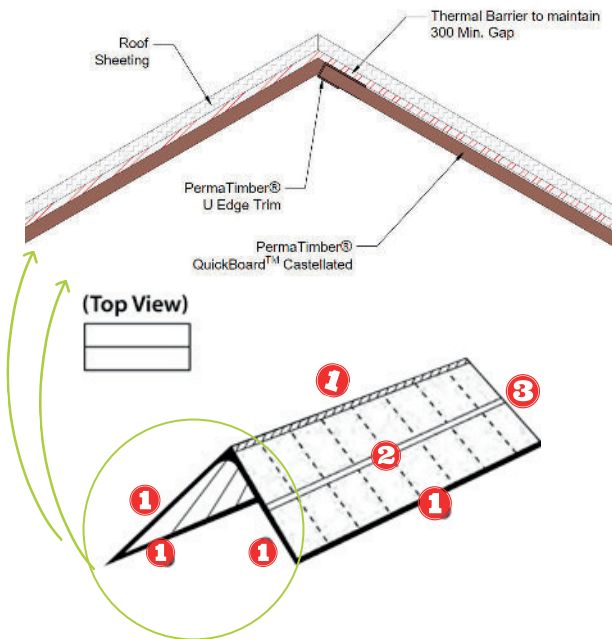 Thermal Barrier to maintain
300 Min. Gap
Roof
Sheeting
PermaTimber®
U Edge Trim
PermaTimber®
QuickBoard™ Castellated
(Top View)
1
3
2
1
1
1
1